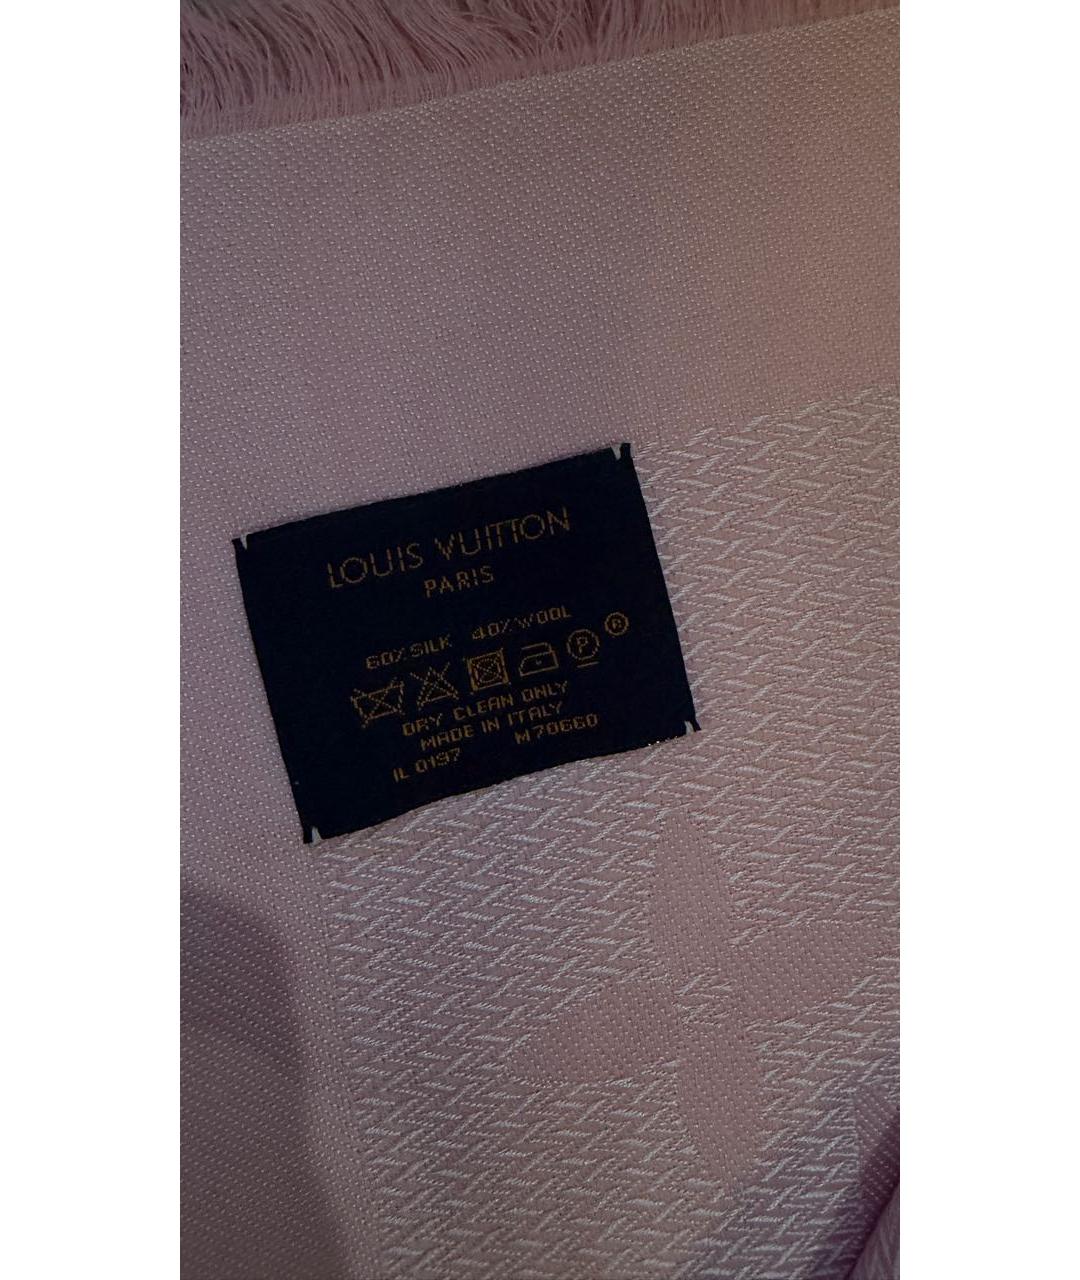 LOUIS VUITTON
PARIS
60% SILK 40% WOOL
P R
DRY CLEAN ONLY
MADE IN ITALY
IL 0197 M70660